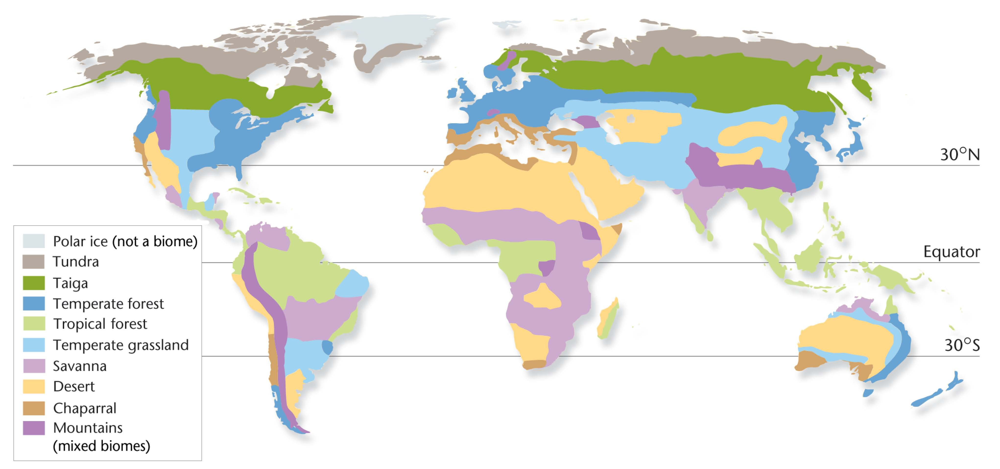 30°N
Equator
30°S
Polar ice (not a biome)
Tundra
Taiga
Temperate forest
Tropical forest
Temperate grassland
Savanna
Desert
Chaparral
Mountains
(mixed biomes)